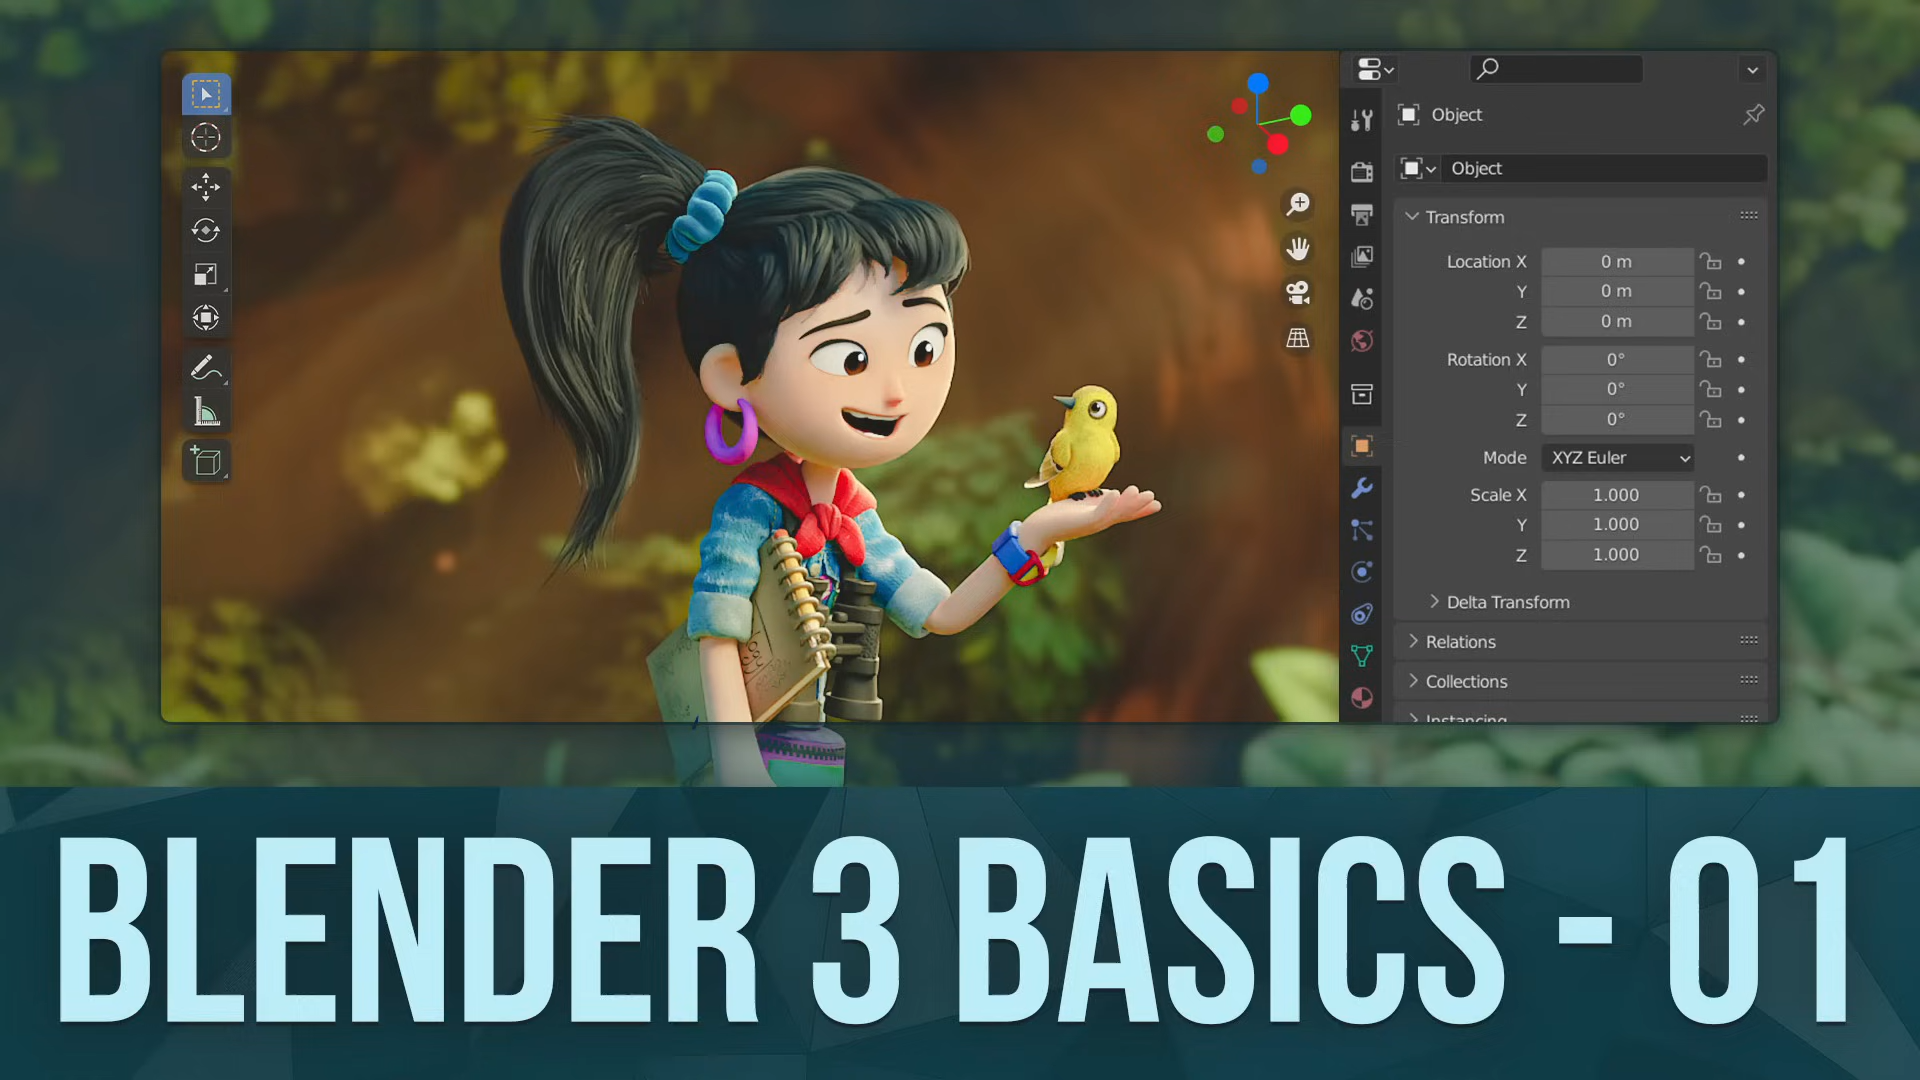 Object
Object
Transform
Location X 0 m
Y 0 m
Z 0 m
Rotation X 0°
Y 0°
Z 0°
Mode XYZ Euler
Scale X 1.000
Y 1.000
Z 1.000
Delta Transform
Relations
Collections
Instancing
BLENDER 3 BASICS - 01